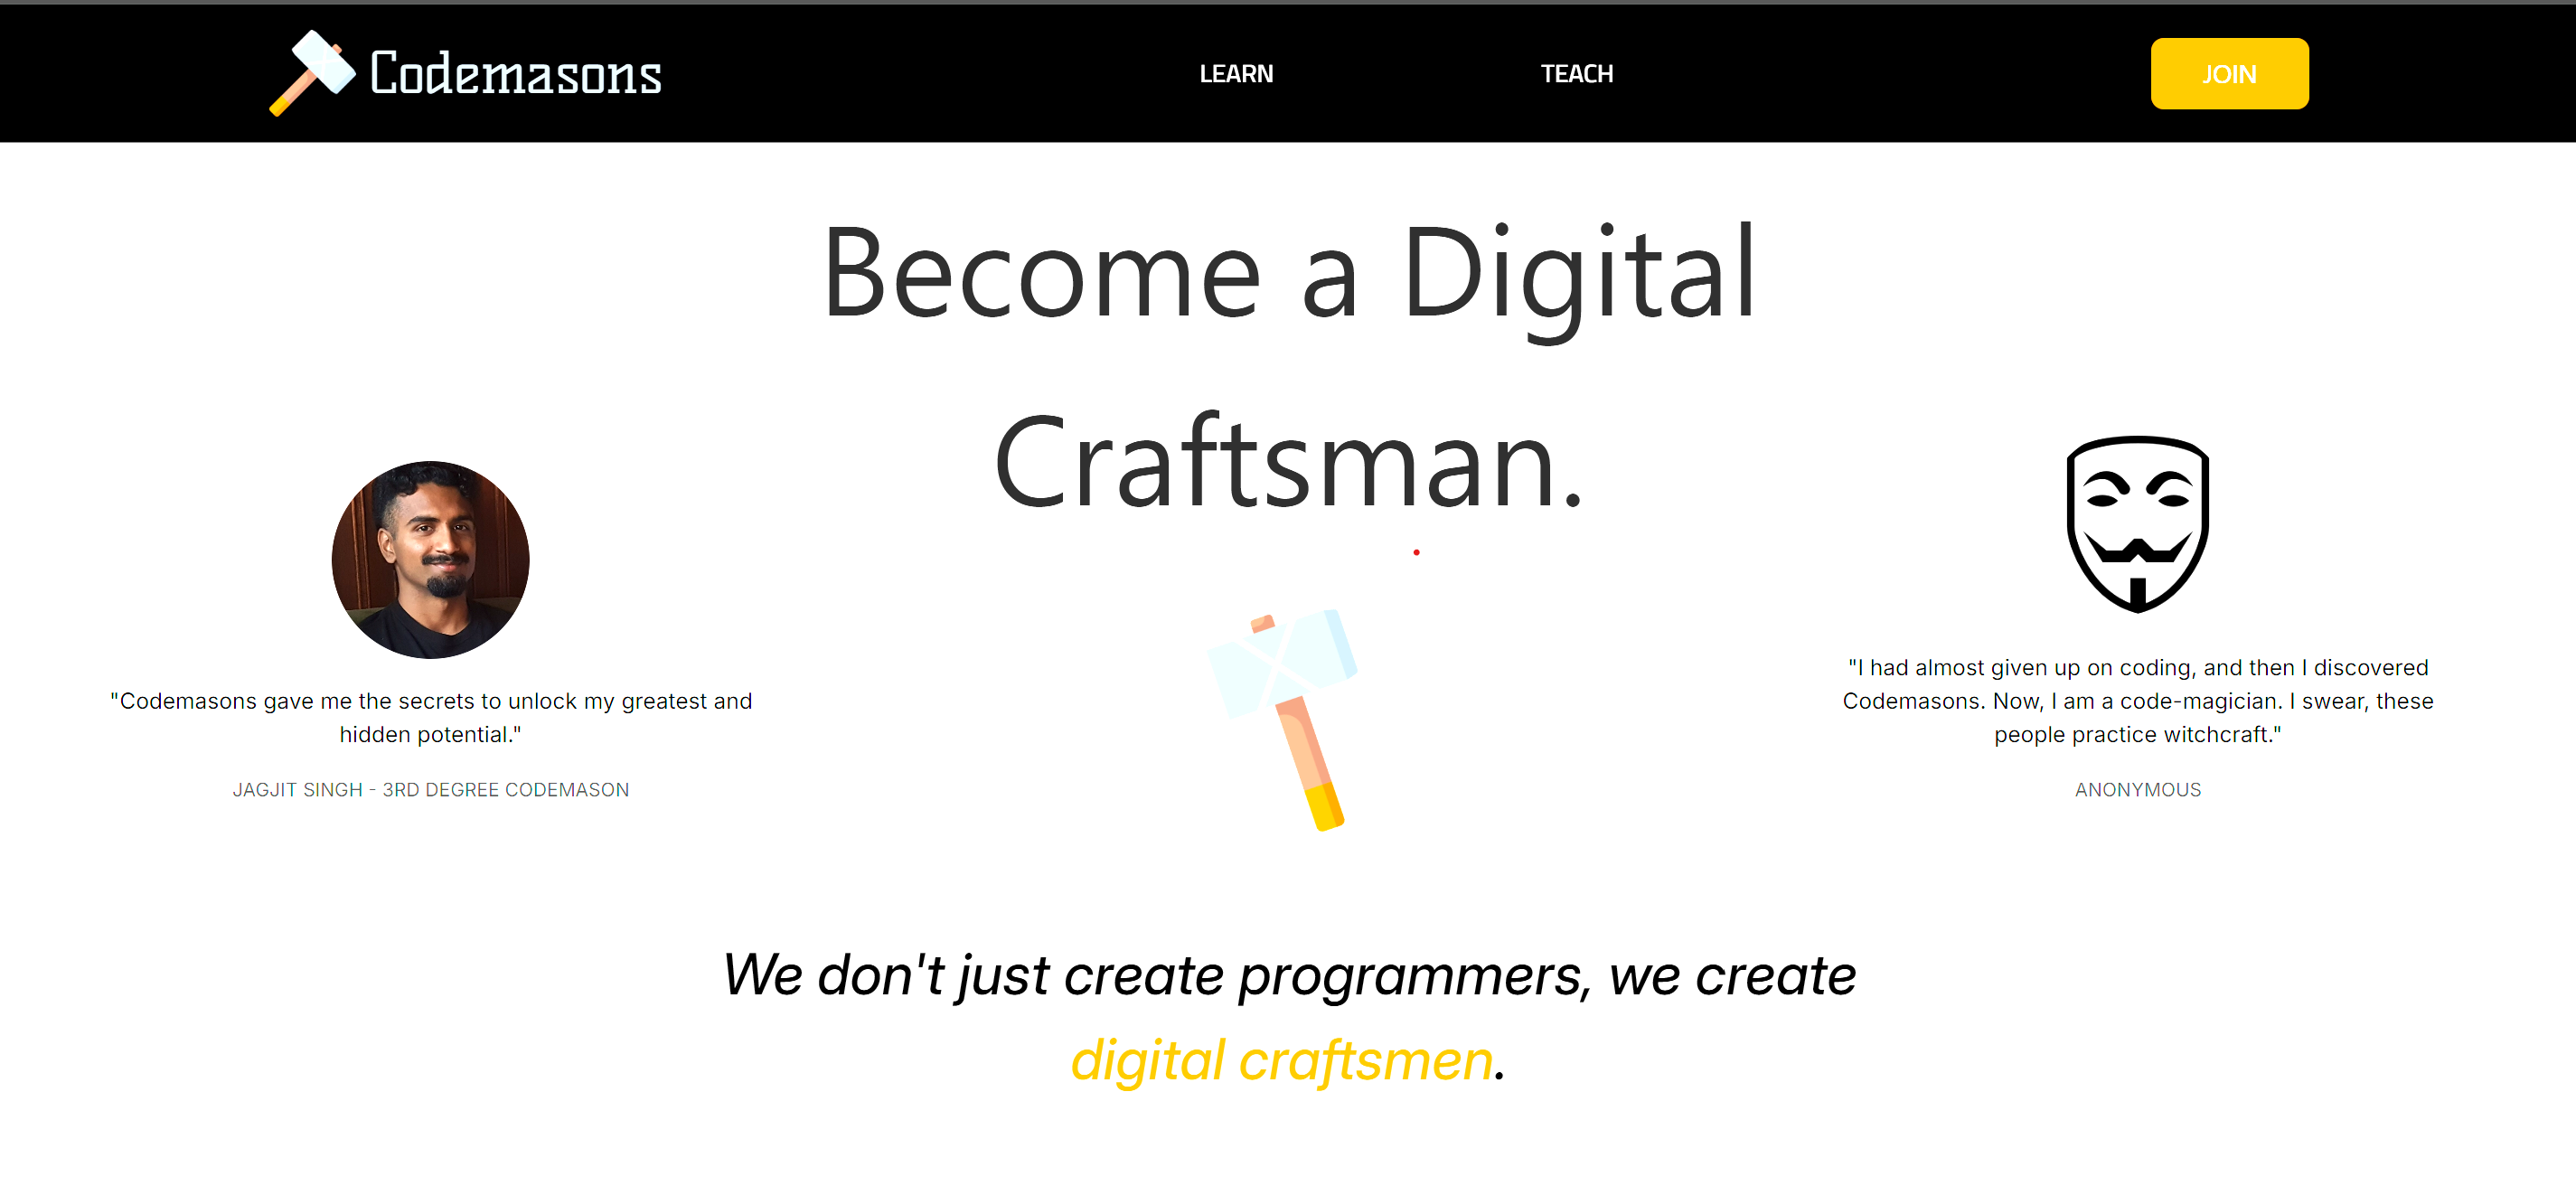 Codemasons
LEARN
TEACH
JOIN
Become a Digital
Craftsman.
"Codemasons gave me the secrets to unlock my greatest and
hidden potential."
JAGJIT SINGH - 3RD DEGREE CODEMASON
"I had almost given up on coding, and then I discovered
Codemasons. Now, I am a code-magician. I swear, these
people practice witchcraft."
ANONYMOUS
We don't just create programmers, we create
digital craftsmen.